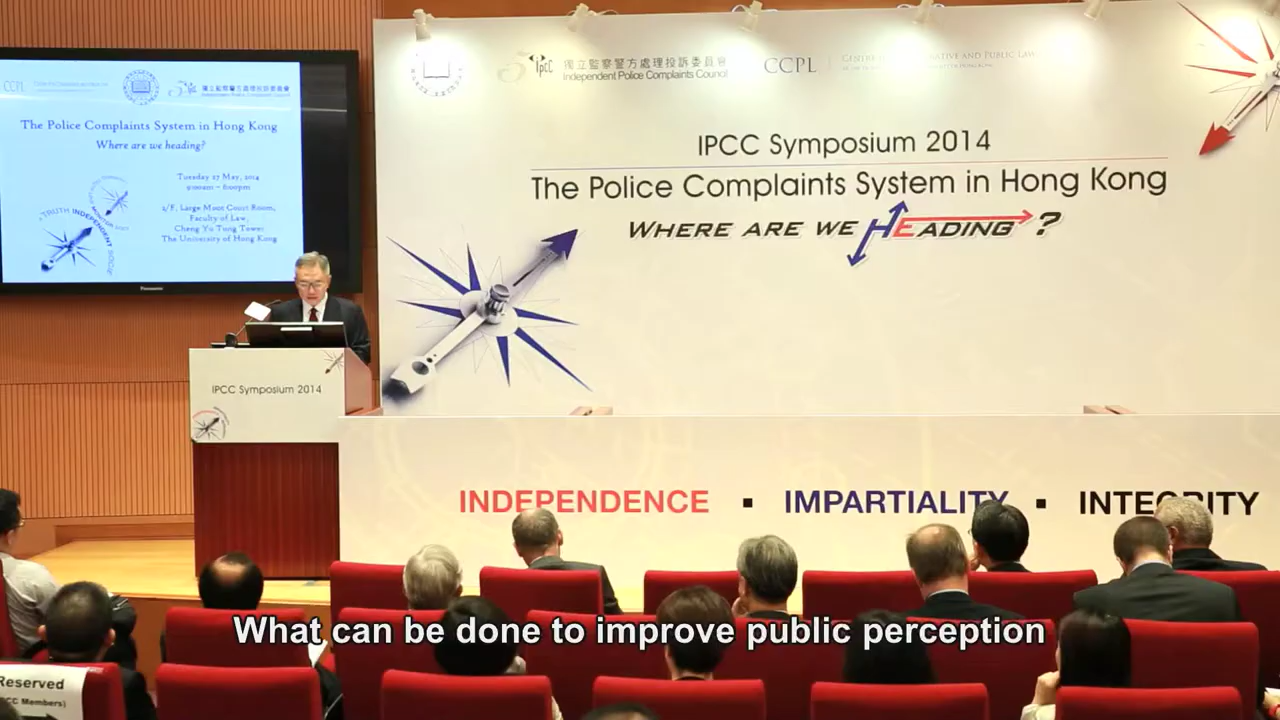 CCPL
獨立監察警方處理投訴委員會
Independent Police Complaints Council
The Police Complaints System in Hong Kong
Where are we heading?
Tuesday 27 May, 2014
9:00am – 6:00pm
2/F, Large Moot Court Room,
Faculty of Law,
Cheng Yu Tung Tower
The University of Hong Kong
TRUTH INDEPENDENT
IPCC
獨立監察警方處理投訴委員會
Independent Police Complaints Council
CCPL
IPCC Symposium 2014
The Police Complaints System in Hong Kong
WHERE ARE WE HEADING?
IPCC Symposium 2014
INDEPENDENCE ▪ IMPARTIALITY ▪ INTEGRITY
What can be done to improve public perception
Reserved
Members)